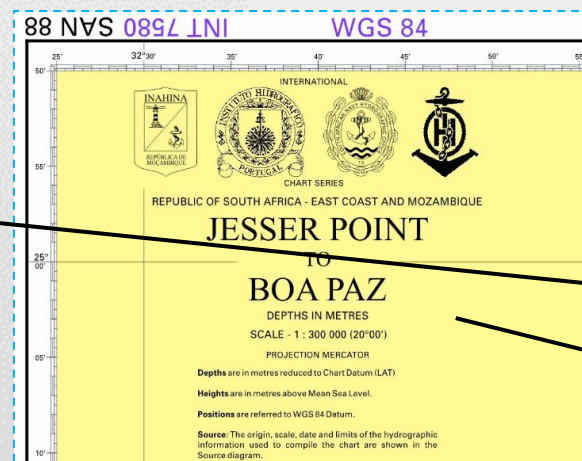 SAN 88
INT 7580
WGS 84
25' 32°30' 35' 40' 45' 50' 55
50'
INTERNATIONAL
INAHINA
REPÚBLICA DE
MOÇAMBIQUE
INSTITUTO HIDROGRÁFICO
PORTUGAL
CHART SERIES
REPUBLIC OF SOUTH AFRICA - EAST COAST AND MOZAMBIQUE
55'
JESSER POINT
TO
25°
00'
BOA PAZ
DEPTHS IN METRES
SCALE - 1 : 300 000 (20°00')
PROJECTION MERCATOR
05'
Depths are in metres reduced to Chart Datum (LAT)
Heights are in metres above Mean Sea Level.
Positions are referred to WGS 84 Datum.
Source: The origin, scale, date and limits of the hydrographic
information used to compile the chart are shown in the
Source diagram.
10'